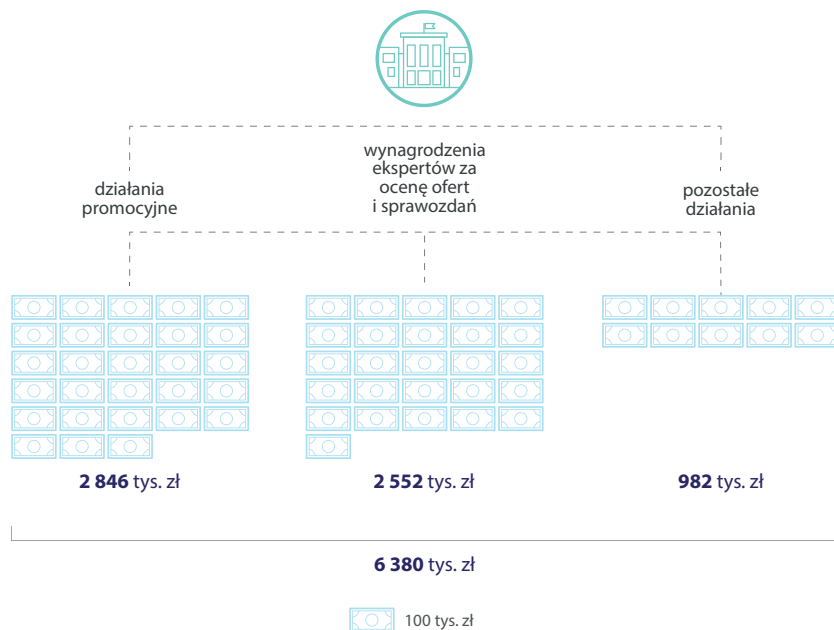 działania
promocyjne
wynagrodzenia
ekspertów za
ocenę ofert
i sprawozdań
pozostałe
działania
2 846 tys. zł
2 552 tys. zł
982 tys. zł
6 380 tys. zł
100 tys. zł